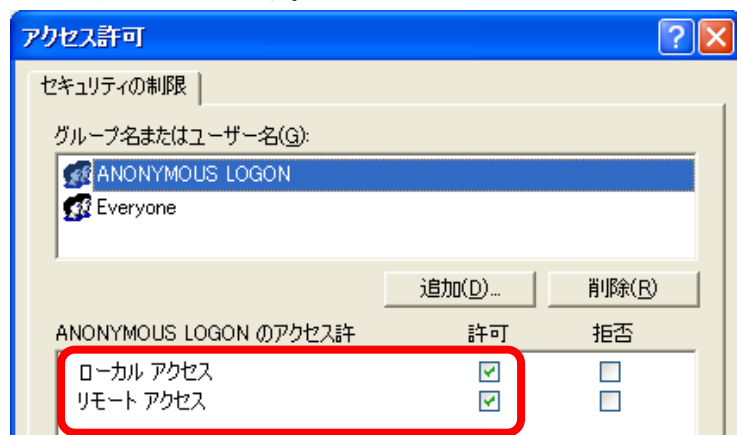 アクセス許可
セキュリティの制限
グループ名またはユーザー名(G):
ANONYMOUS LOGON
Everyone
追加(D)... 削除(R)
ANONYMOUS LOGON のアクセス許 許可 拒否
ローカル アクセス
リモート アクセス